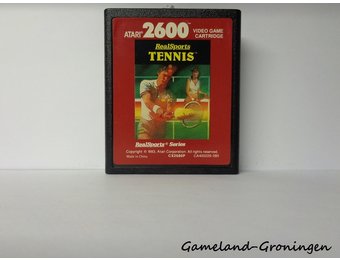 ATARI 2600 VIDEO GAME CARTRIDGE
RealSports
TENNIS
RealSports® Series
Copyright © 1983, Atari Corporation. All rights reserved.
Made in China
Gameland-Groningen